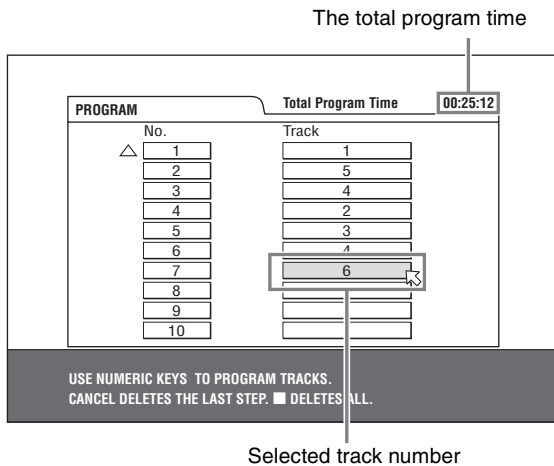 The total program time
PROGRAM Total Program Time 00:25:12
No. Track
1 1
2 5
3 4
4 2
5 3
6 4
7 6
8
9
10
USE NUMERIC KEYS TO PROGRAM TRACKS.
CANCEL DELETES THE LAST STEP. ■ DELETES ALL.
Selected track number